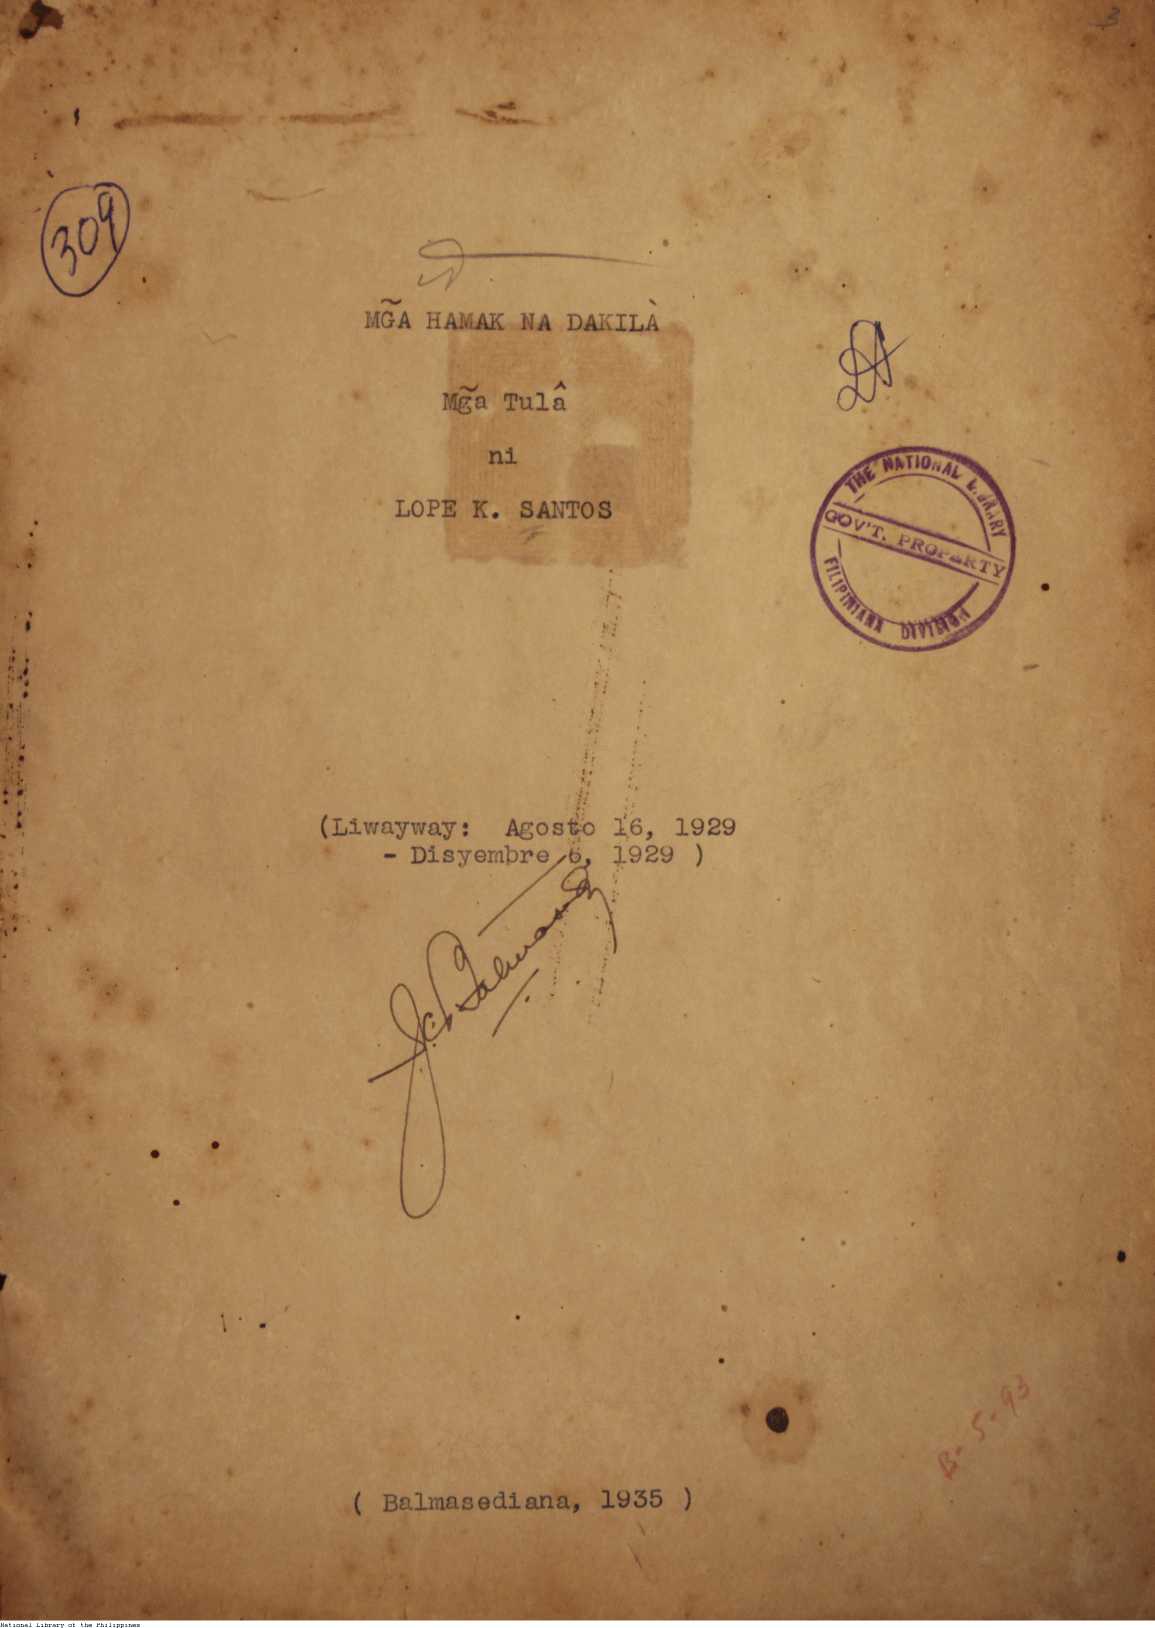 3
309
MG̃A HAMAK NA DAKILÀ
Mg̃a Tulâ
ni
LOPE K. SANTOS
THE NATIONAL LIBRARY
GOV'T. PROPERTY
FILIPINIANA DIVISION
(Liwayway: Agosto 16, 1929
- Disyembre 6, 1929 )
B-5-93
( Balmasediana, 1935 )
National Library of the Philippines